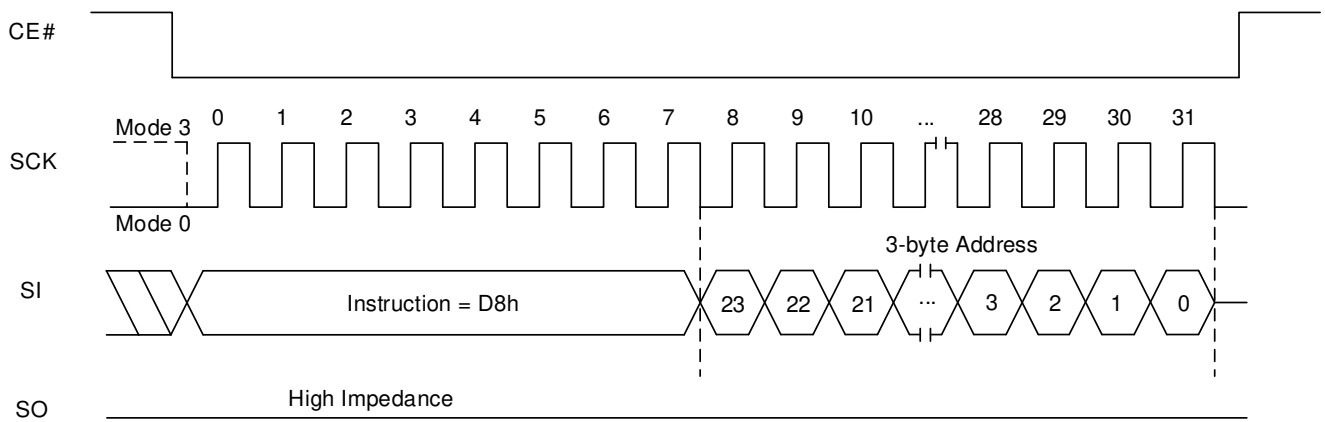 CE#
Mode 3
0 1 2 3 4 5 6 7 8 9 10 ... 28 29 30 31
SCK
Mode 0
3-byte Address
SI
Instruction = D8h
23 22 21 ... 3 2 1 0
High Impedance
SO